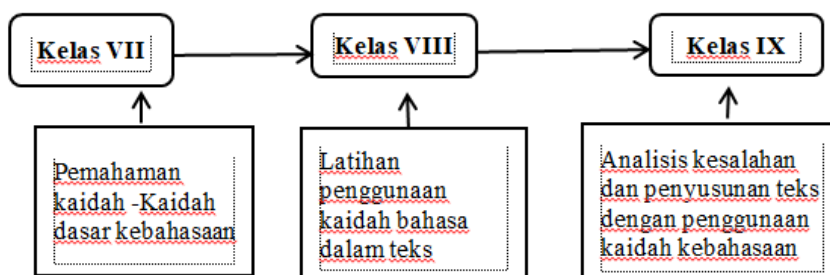 Kelas VII
Kelas VIII
Kelas IX
Pemahaman
kaidah -Kaidah
dasar kebahasaan
Latihan
penggunaan
kaidah bahasa
dalam teks
Analisis kesalahan
dan penyusunan teks
dengan penggunaan
kaidah kebahasaan